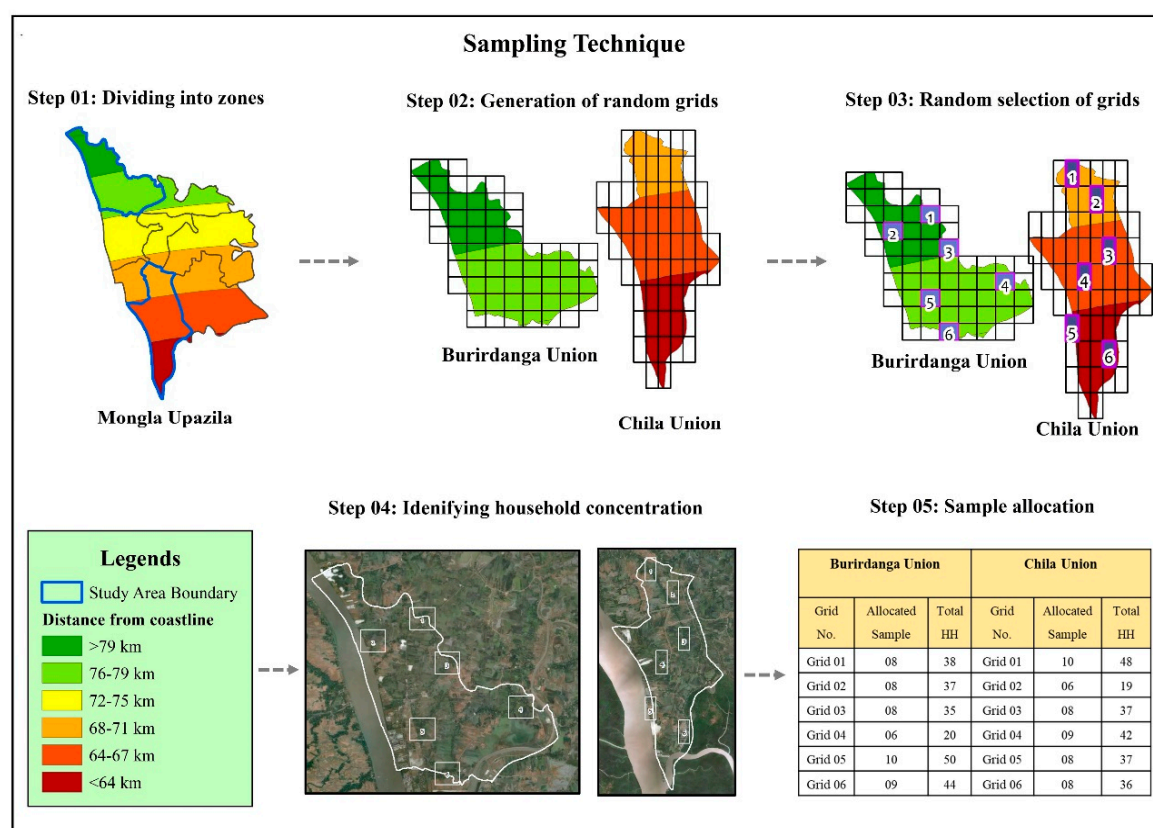 Sampling Technique
Step 01: Dividing into zones
Step 02: Generation of random grids
Step 03: Random selection of grids
Mongla Upazila
Burirdanga Union
Chila Union
1
2
3
4
5
6
Burirdanga Union
1
2
3
4
5
6
Chila Union
Step 04: Idenifying household concentration
Step 05: Sample allocation
Legends
Study Area Boundary
Distance from coastline
>79 km
76-79 km
72-75 km
68-71 km
64-67 km
<64 km
Burirdanga Union Chila Union
Grid No. Allocated Sample Total HH Grid No. Allocated Sample Total HH
Grid 01 08 38 Grid 01 10 48
Grid 02 08 37 Grid 02 06 19
Grid 03 08 35 Grid 03 08 37
Grid 04 06 20 Grid 04 09 42
Grid 05 10 50 Grid 05 08 37
Grid 06 09 44 Grid 06 08 36